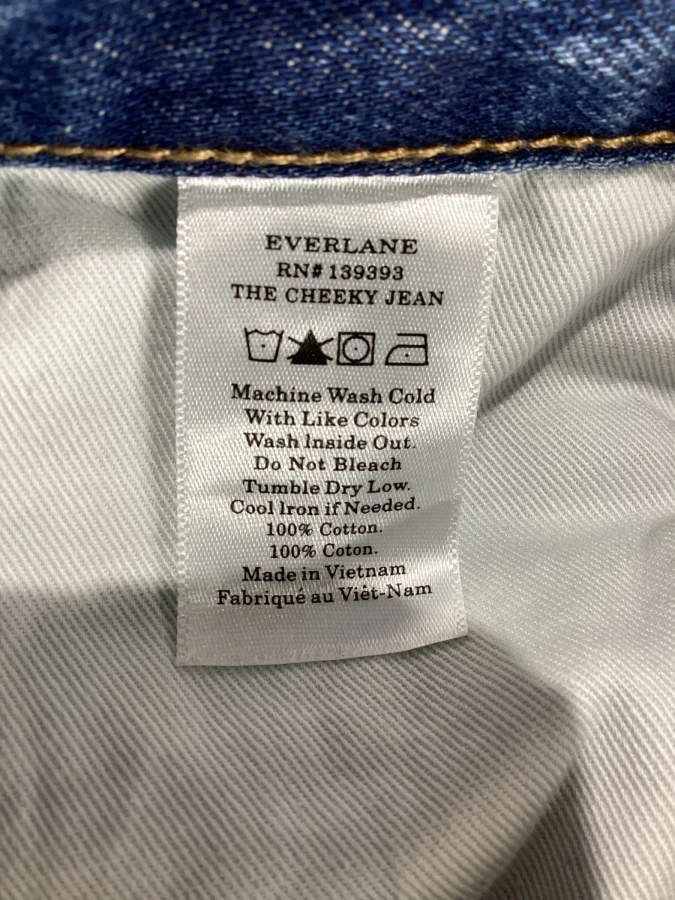 EVERLANE
RN# 139393
THE CHEEKY JEAN
Machine Wash Cold
With Like Colors
Wash Inside Out.
Do Not Bleach
Tumble Dry Low.
Cool Iron if Needed.
100% Cotton.
100% Coton.
Made in Vietnam
Fabriqué au Viêt-Nam